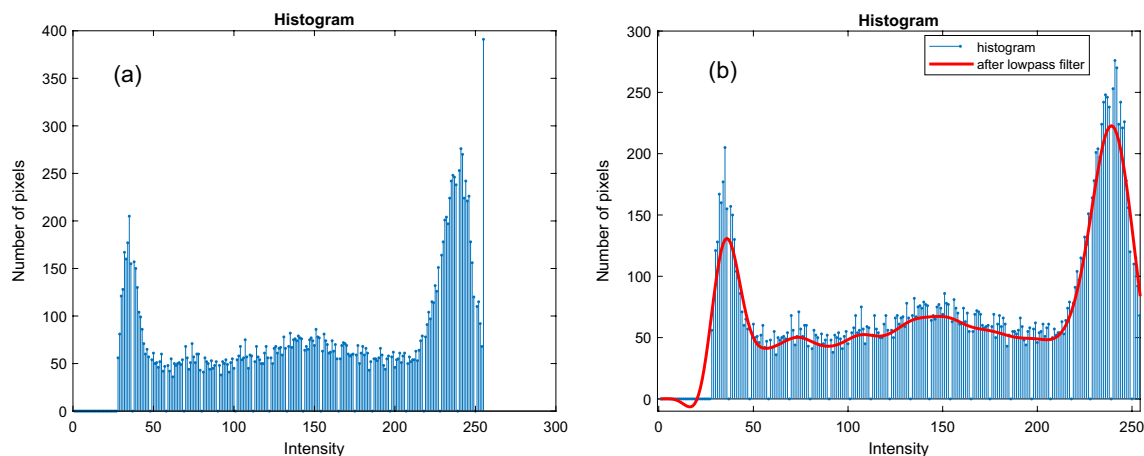 Histogram
(a)
400
350
300
250
200
150
100
50
0
Number of pixels
0 50 100 150 200 250 300
Intensity
Histogram
histogram
after lowpass filter
(b)
300
250
200
150
100
50
0
Number of pixels
0 50 100 150 200 250
Intensity